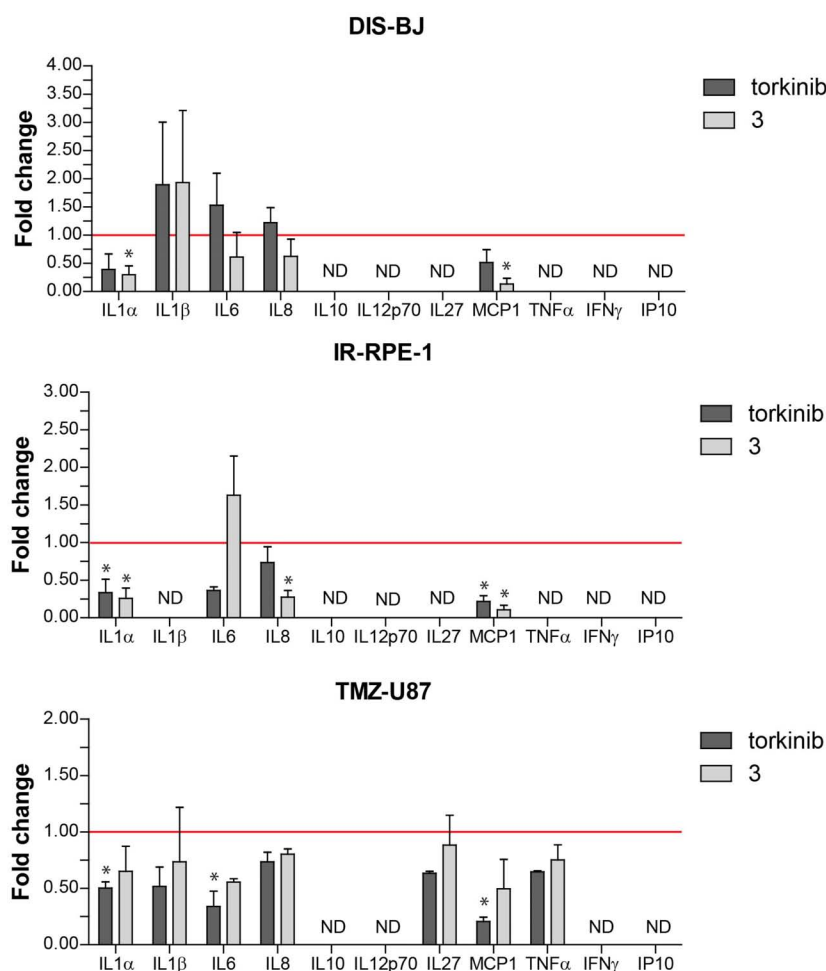 DIS-BJ
Fold change
4.00
3.50
3.00
2.50
2.00
1.50
1.00
0.50
0.00
*
ND ND ND * ND ND ND
IL1α IL1β IL6 IL8 IL10 IL12p70 IL27 MCP1 TNFα IFNγ IP10
torkinib
3
IR-RPE-1
Fold change
3.00
2.50
2.00
1.50
1.00
0.50
0.00
* * ND * ND ND ND * * ND ND ND
IL1α IL1β IL6 IL8 IL10 IL12p70 IL27 MCP1 TNFα IFNγ IP10
torkinib
3
TMZ-U87
Fold change
2.00
1.50
1.00
0.50
0.00
* * ND ND * ND ND
IL1α IL1β IL6 IL8 IL10 IL12p70 IL27 MCP1 TNFα IFNγ IP10
torkinib
3